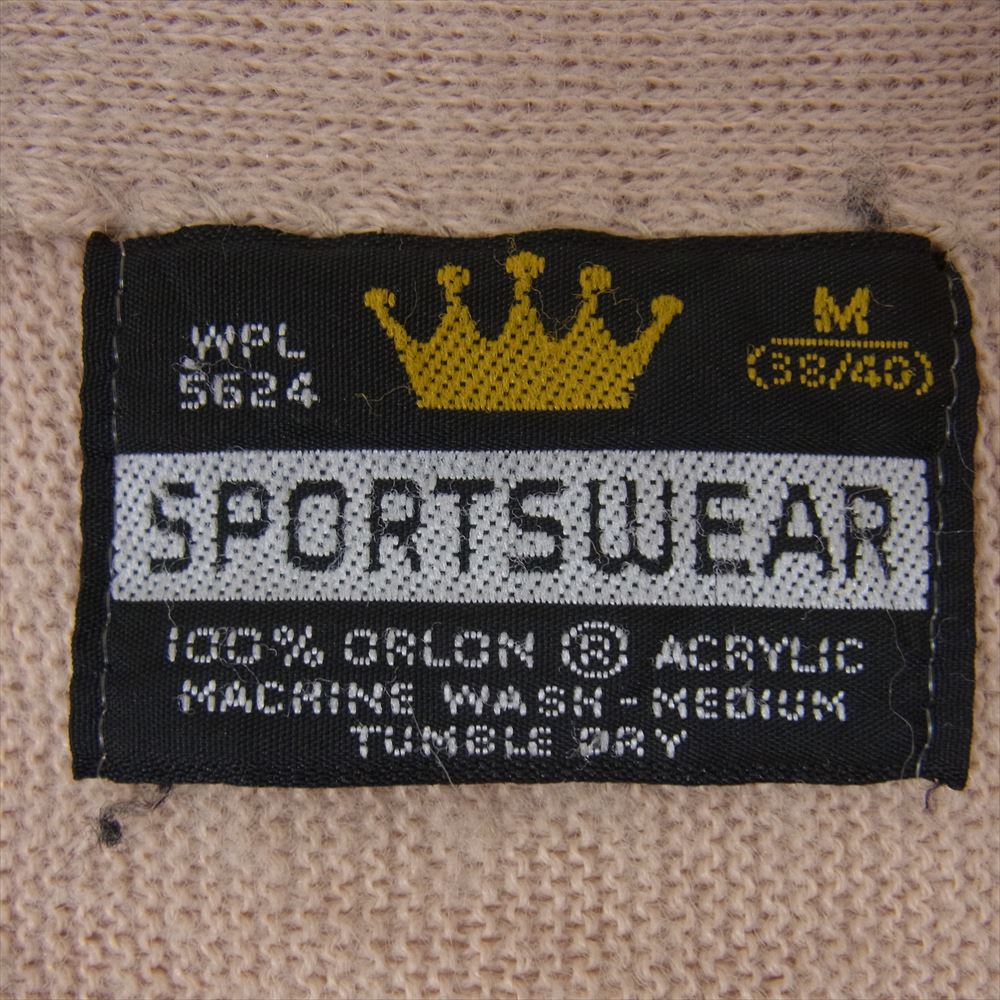 WPL
5624
M
(38/40)
SPORTSWEAR
100% ORLON ® ACRYLIC
MACHINE WASH - MEDIUM
TUMBLE DRY